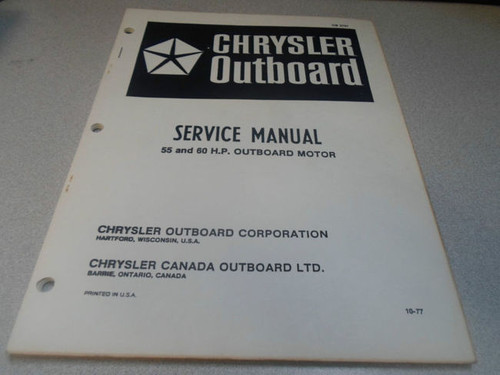 CHRYSLER
Outboard
SERVICE MANUAL
55 and 60 H.P. OUTBOARD MOTOR
CHRYSLER OUTBOARD CORPORATION
HARTFORD, WISCONSIN, U.S.A.
CHRYSLER CANADA OUTBOARD LTD.
BARRIE, ONTARIO, CANADA
PRINTED IN U.S.A.
10-77